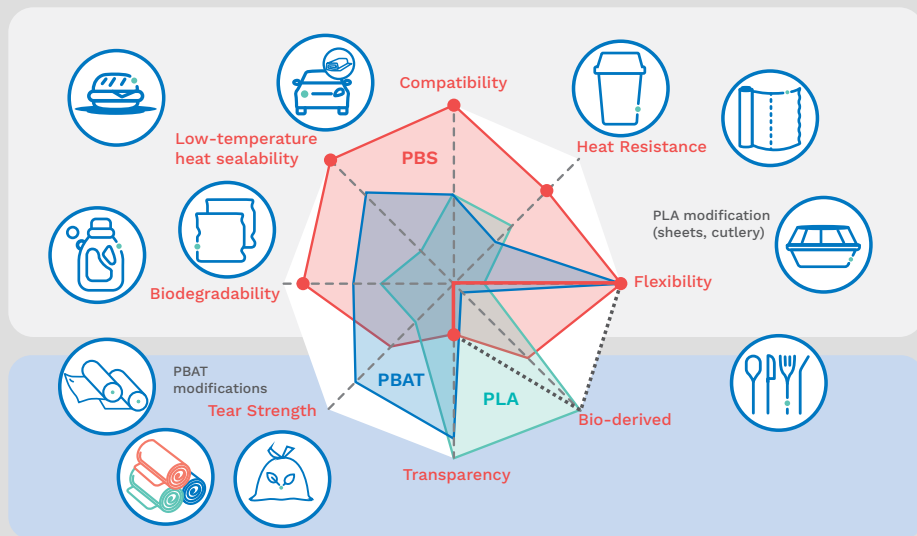 Compatibility
Low-temperature
heat sealability
PBS
Heat Resistance
PLA modification
(sheets, cutlery)
Biodegradability
Flexibility
PBAT
modifications
PBAT
PLA
Tear Strength
Bio-derived
Transparency